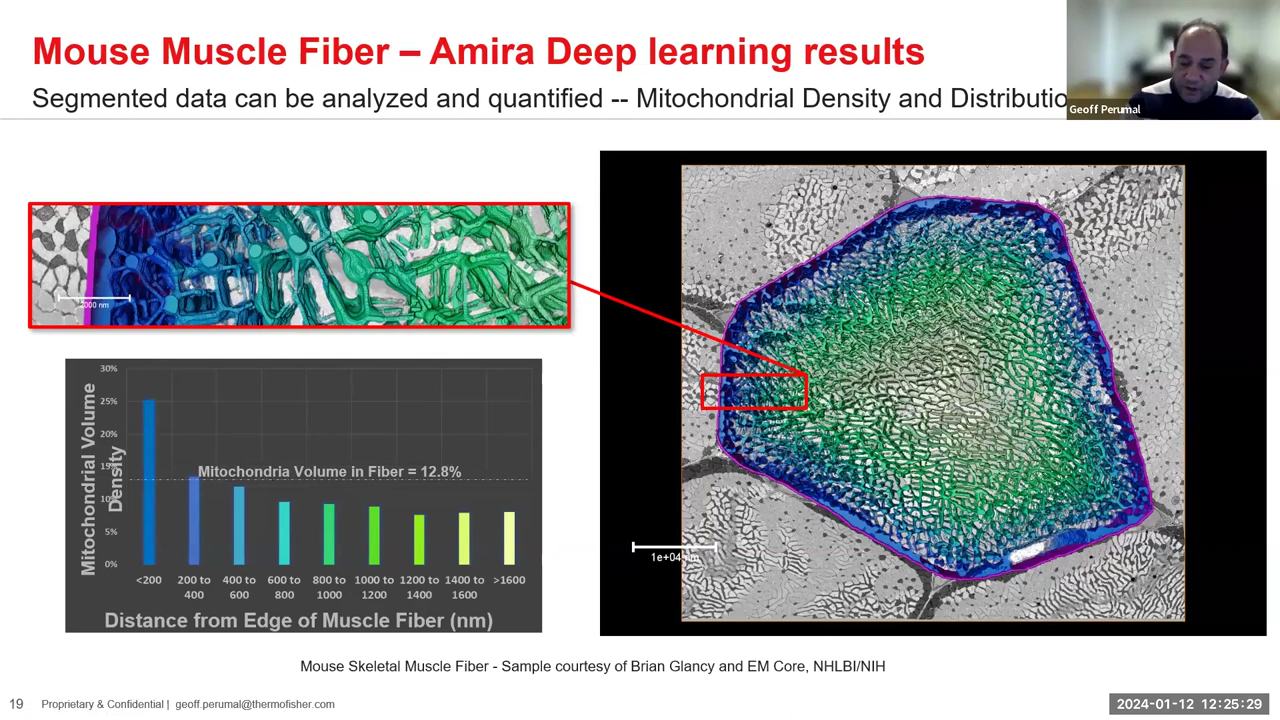 Mouse Muscle Fiber – Amira Deep learning results
Segmented data can be analyzed and quantified -- Mitochondrial Density and Distributio
Geoff Perumal
2000 nm
30%
25%
20%
15%
10%
5%
0%
Mitochondrial Volume
Density
Mitochondria Volume in Fiber = 12.8%
<200
200 to
400
400 to
600
600 to
800
800 to
1000
1000 to
1200
1200 to
1400
1400 to
1600
>1600
Distance from Edge of Muscle Fiber (nm)
1e+04 nm
Mouse Skeletal Muscle Fiber - Sample courtesy of Brian Glancy and EM Core, NHLBI/NIH
19 Proprietary & Confidential | geoff.perumal@thermofisher.com
2024-01-12 12:25:29